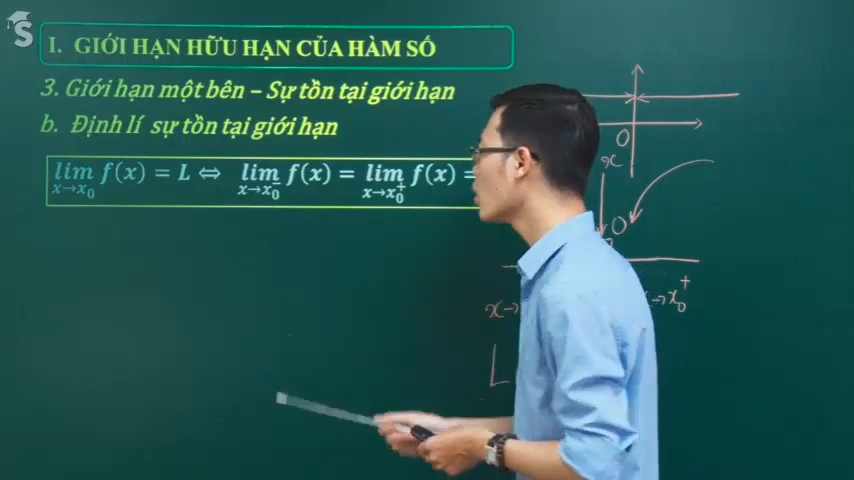 S
I. GIỚI HẠN HỮU HẠN CỦA HÀM SỐ
3. Giới hạn một bên – Sự tồn tại giới hạn
b. Định lí sự tồn tại giới hạn
lim x→x₀ f(x) = L ⇔ lim x→x₀⁻ f(x) = lim x→x₀⁺ f(x) =
O
x
O
x→ → x₀⁺
L